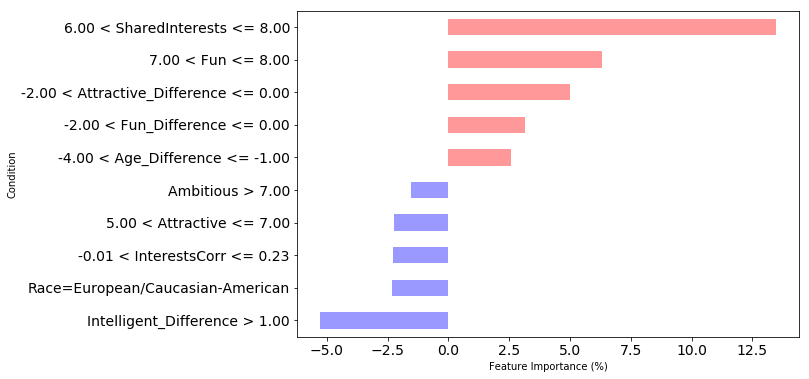 6.00 < SharedInterests <= 8.00
7.00 < Fun <= 8.00
-2.00 < Attractive_Difference <= 0.00
-2.00 < Fun_Difference <= 0.00
-4.00 < Age_Difference <= -1.00
Ambitious > 7.00
5.00 < Attractive <= 7.00
-0.01 < InterestsCorr <= 0.23
Race=European/Caucasian-American
Intelligent_Difference > 1.00
Condition
−5.0 −2.5 0.0 2.5 5.0 7.5 10.0 12.5
Feature Importance (%)